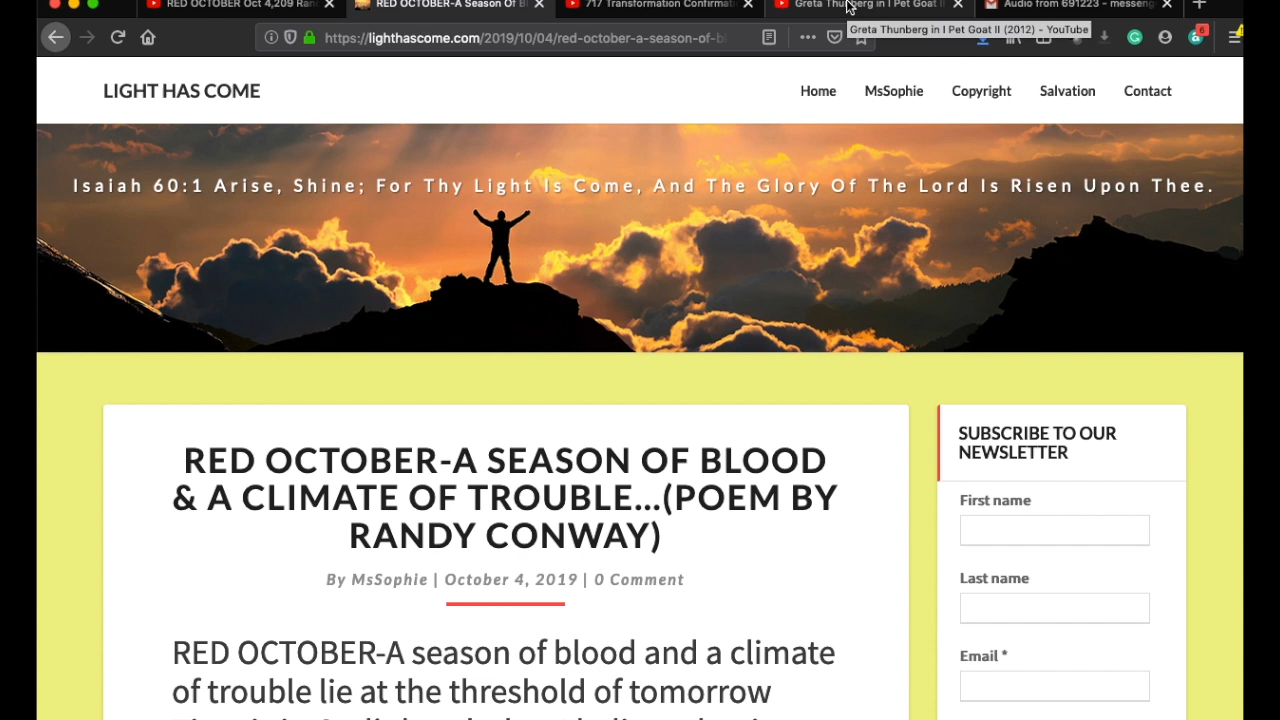 RED OCTOBER Oct 4,209 Ran
RED OCTOBER-A Season Of B
717 Transformation Confirmati
Greta Thunberg in I Pet Goat II
Audio from 691223 - messeng
https://lighthascome.com/2019/10/04/red-october-a-season-of-b
Greta Thunberg in I Pet Goat II (2012) - YouTube
LIGHT HAS COME
Home
MsSophie
Copyright
Salvation
Contact
Isaiah 60:1 Arise, Shine; For Thy Light Is Come, And The Glory Of The Lord Is Risen Upon Thee.
RED OCTOBER-A SEASON OF BLOOD
& A CLIMATE OF TROUBLE...(POEM BY
RANDY CONWAY)
By MsSophie | October 4, 2019 | 0 Comment
RED OCTOBER-A season of blood and a climate
of trouble lie at the threshold of tomorrow
SUBSCRIBE TO OUR
NEWSLETTER
First name
Last name
Email *